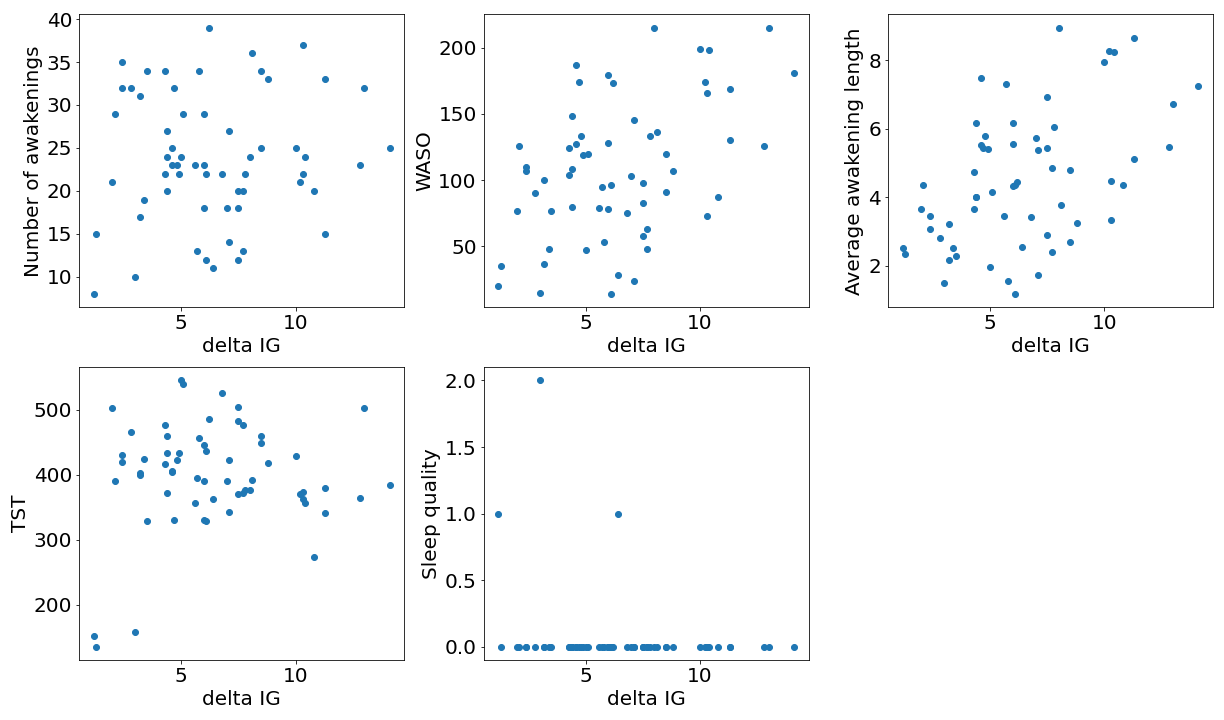 Number of awakenings
40
35
30
25
20
15
10
5 10
delta IG
WASO
200
150
100
50
5 10
delta IG
Average awakening length
8
6
4
2
5 10
delta IG
TST
500
400
300
200
5 10
delta IG
Sleep quality
2.0
1.5
1.0
0.5
0.0
5 10
delta IG